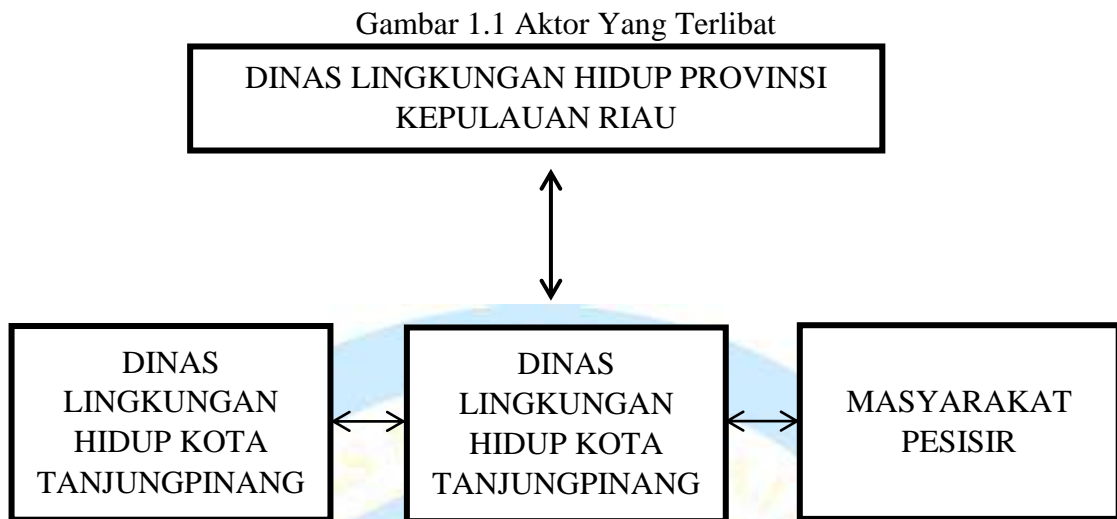 Gambar 1.1 Aktor Yang Terlibat
DINAS LINGKUNGAN HIDUP PROVINSI
KEPULAUAN RIAU
DINAS
LINGKUNGAN
HIDUP KOTA
TANJUNGPINANG
DINAS
LINGKUNGAN
HIDUP KOTA
TANJUNGPINANG
MASYARAKAT
PESISIR